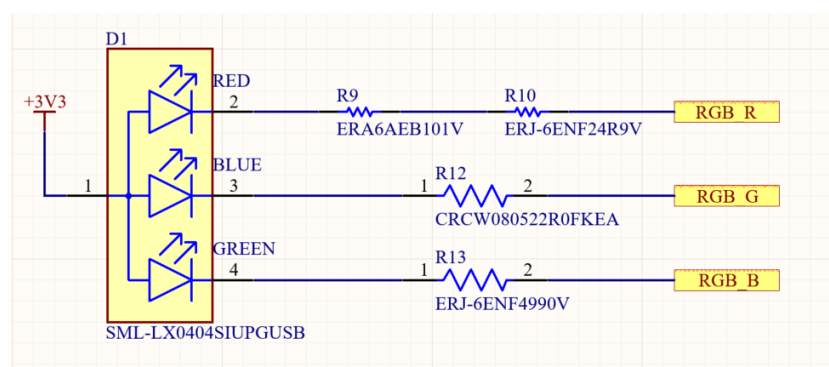 D1
RED
+3V3
2
R9
R10
RGB_R
ERA6AEB101V
ERJ-6ENF24R9V
BLUE
R12
1
3
1
2
RGB_G
CRCW080522R0FKEA
GREEN
R13
4
1
2
RGB_B
ERJ-6ENF4990V
SML-LX0404SIUPGUSB